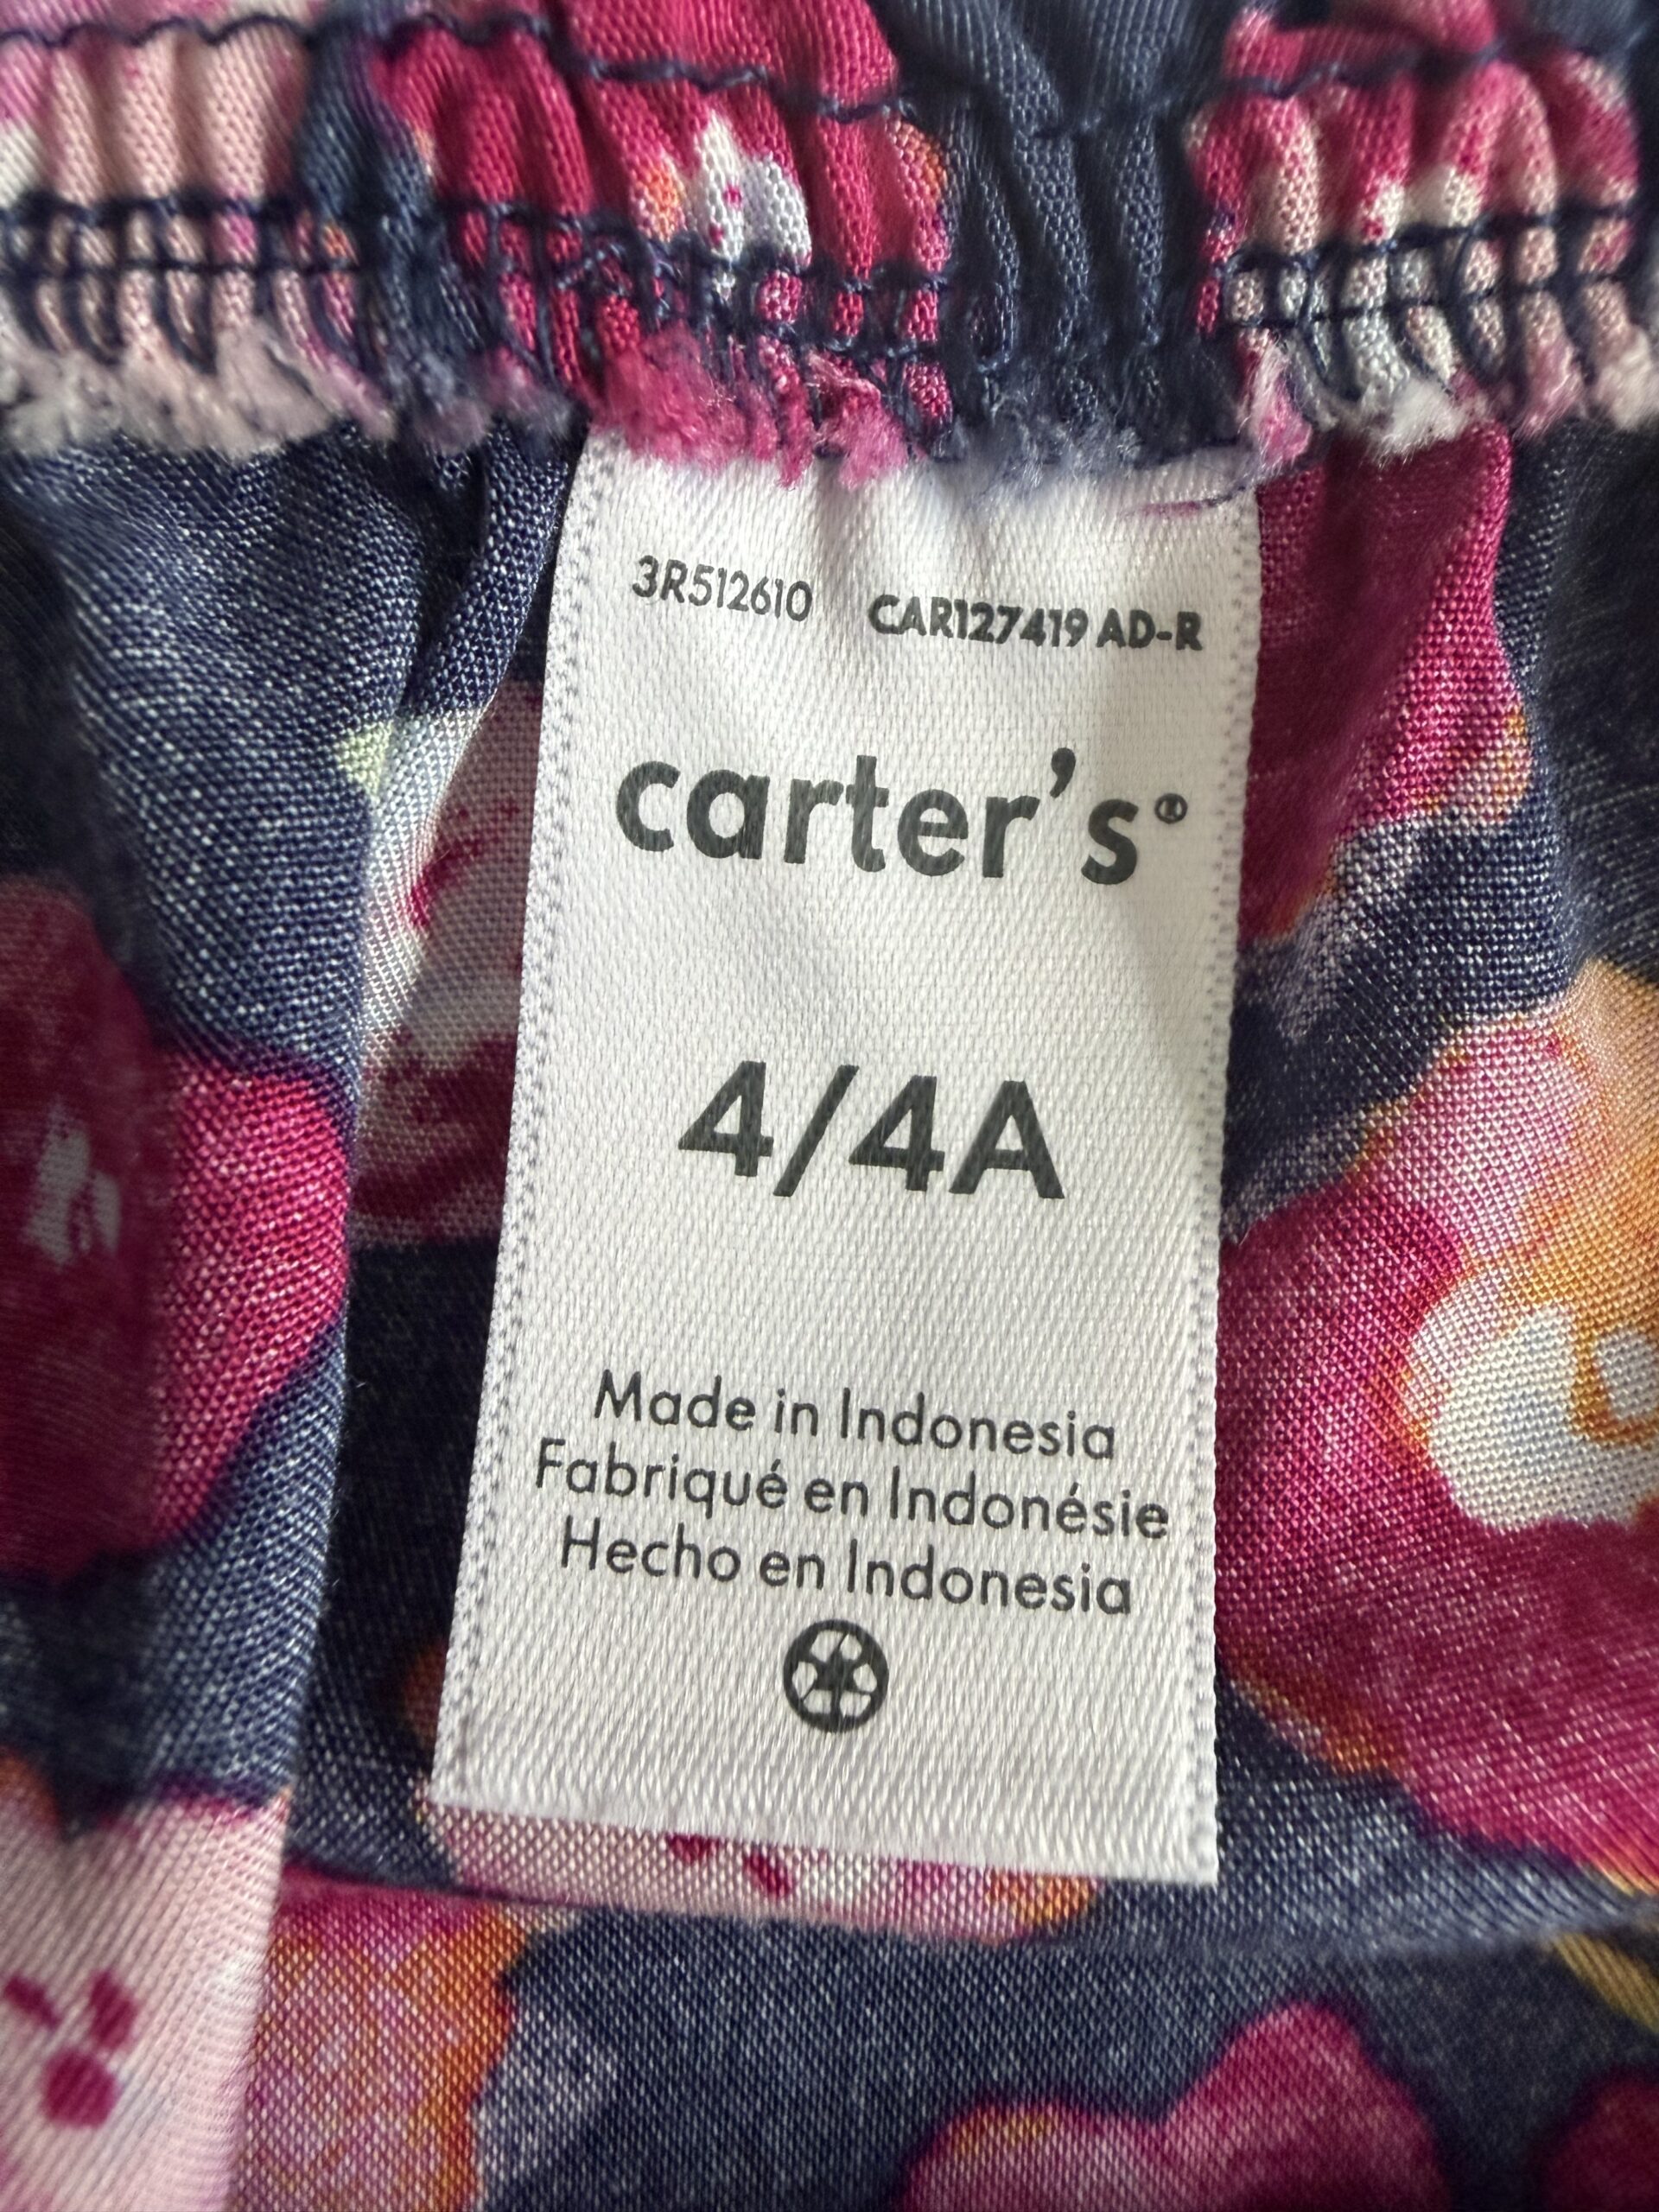 3R512610 CAR127419 AD-R
carter's®
4/4A
Made in Indonesia
Fabriqué en Indonésie
Hecho en Indonesia